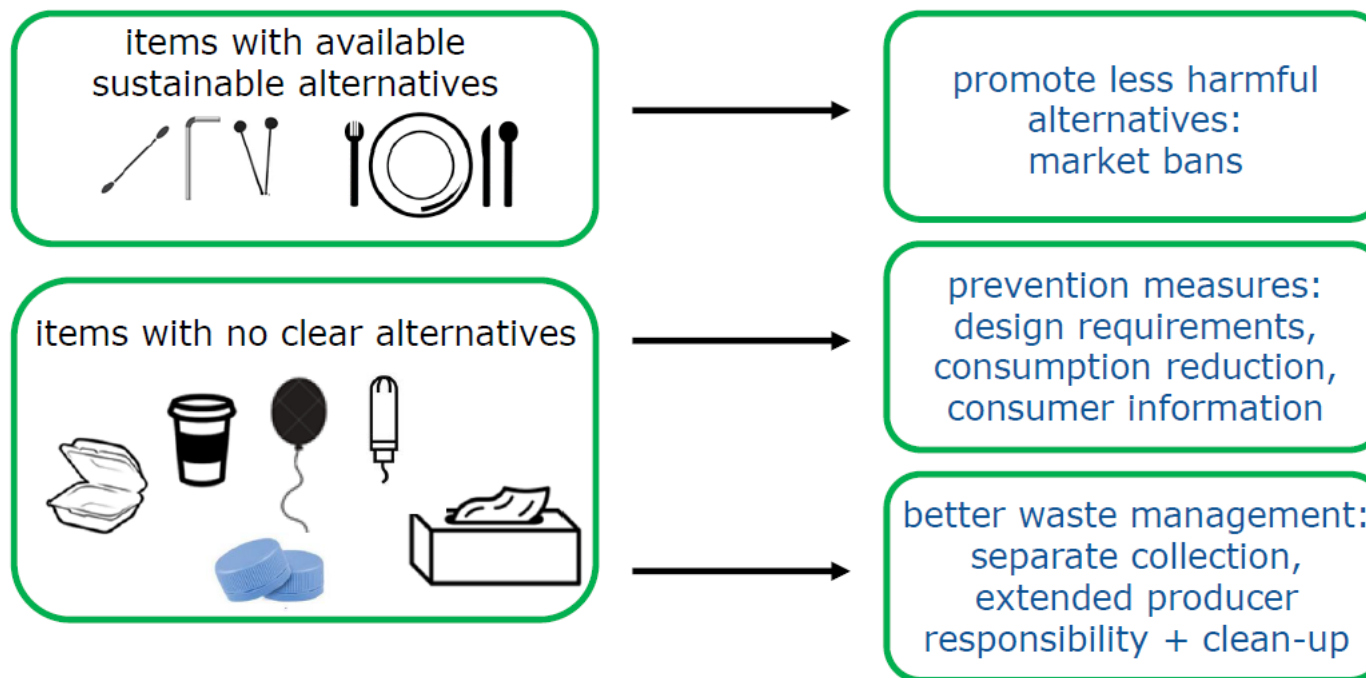 items with available
sustainable alternatives
promote less harmful
alternatives:
market bans
items with no clear alternatives
prevention measures:
design requirements,
consumption reduction,
consumer information
better waste management:
separate collection,
extended producer
responsibility + clean-up